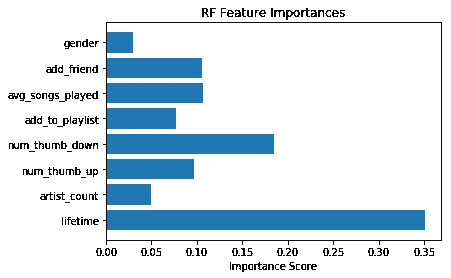 RF Feature Importances
gender
add_friend
avg_songs_played
add_to_playlist
num_thumb_down
num_thumb_up
artist_count
lifetime
0.00 0.05 0.10 0.15 0.20 0.25 0.30 0.35
Importance Score